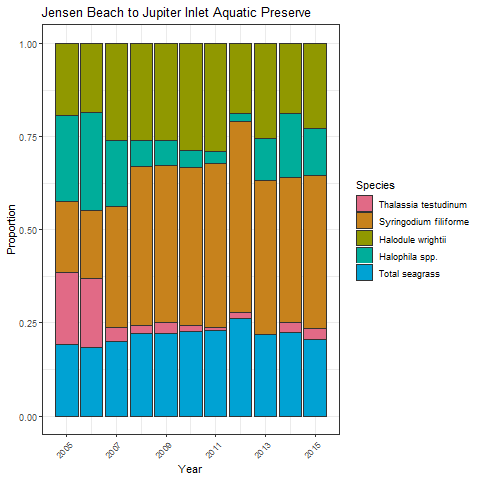 Jensen Beach to Jupiter Inlet Aquatic Preserve
1.00
0.75
0.50
0.25
0.00
Proportion
2005
2007
2009
2011
2013
2015
Year
Species
Thalassia testudinum
Syringodium filiforme
Halodule wrightii
Halophila spp.
Total seagrass